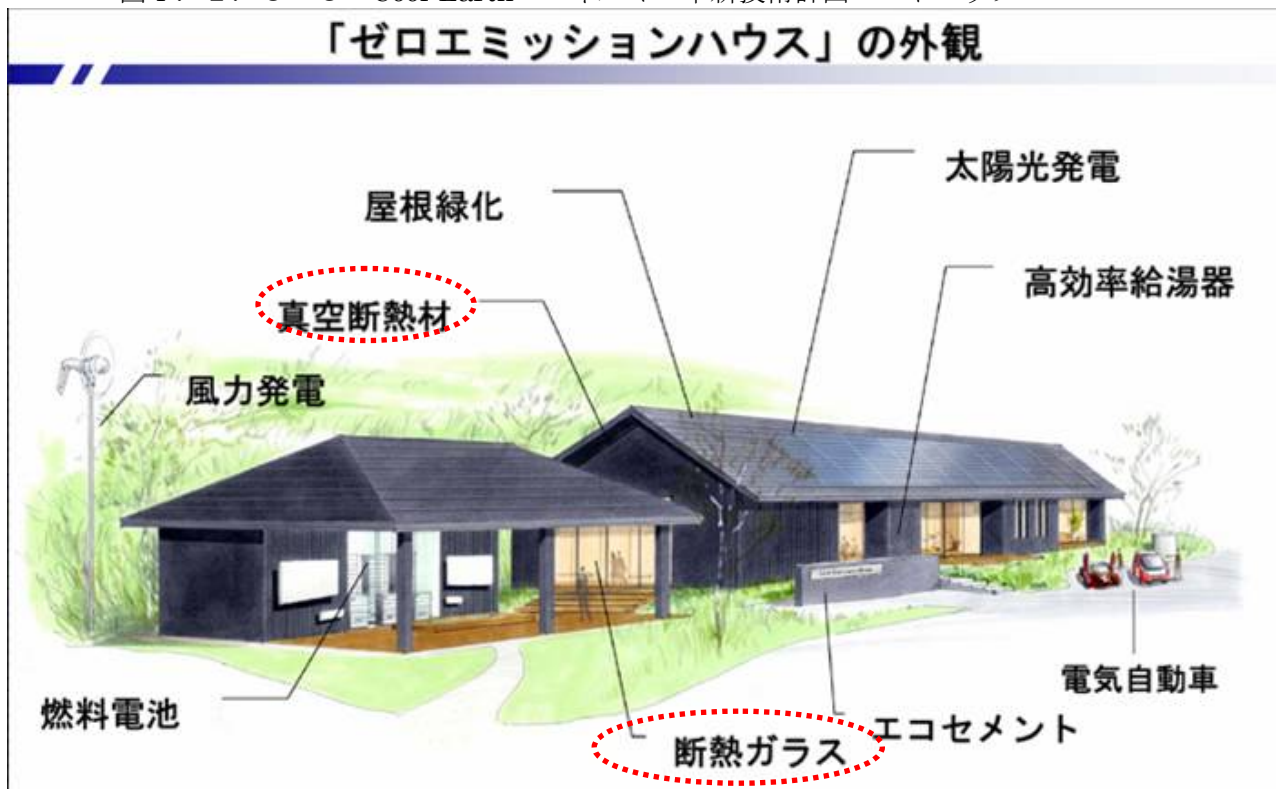 Cool Earth
「ゼロエミッションハウス」の外観
太陽光発電
屋根緑化
高効率給湯器
真空断熱材
風力発電
電気自動車
燃料電池
エコセメント
断熱ガラス